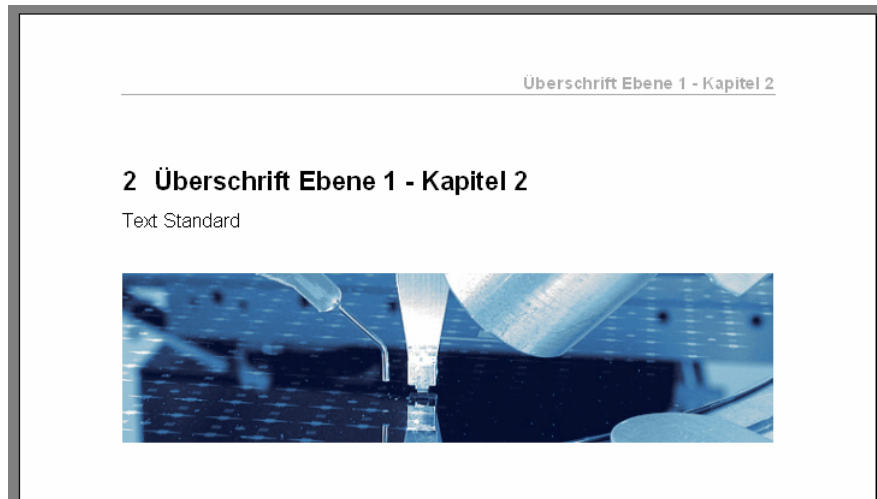 Überschrift Ebene 1 - Kapitel 2
2 Überschrift Ebene 1 - Kapitel 2
Text Standard